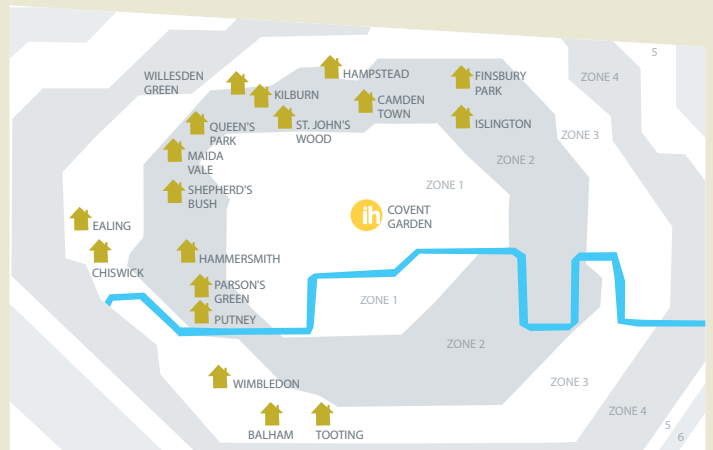 5
HAMPSTEAD
WILLESDEN
GREEN
FINSBURY
PARK
ZONE 4
KILBURN
CAMDEN
TOWN
QUEEN'S
PARK
ST. JOHN'S
WOOD
ISLINGTON
ZONE 3
MAIDA
VALE
ZONE 2
SHEPHERD'S
BUSH
ZONE 1
ih
COVENT
GARDEN
EALING
HAMMERSMITH
CHISWICK
PARSON'S
GREEN
ZONE 1
PUTNEY
ZONE 2
WIMBLEDON
ZONE 3
BALHAM
TOOTING
ZONE 4
5
6